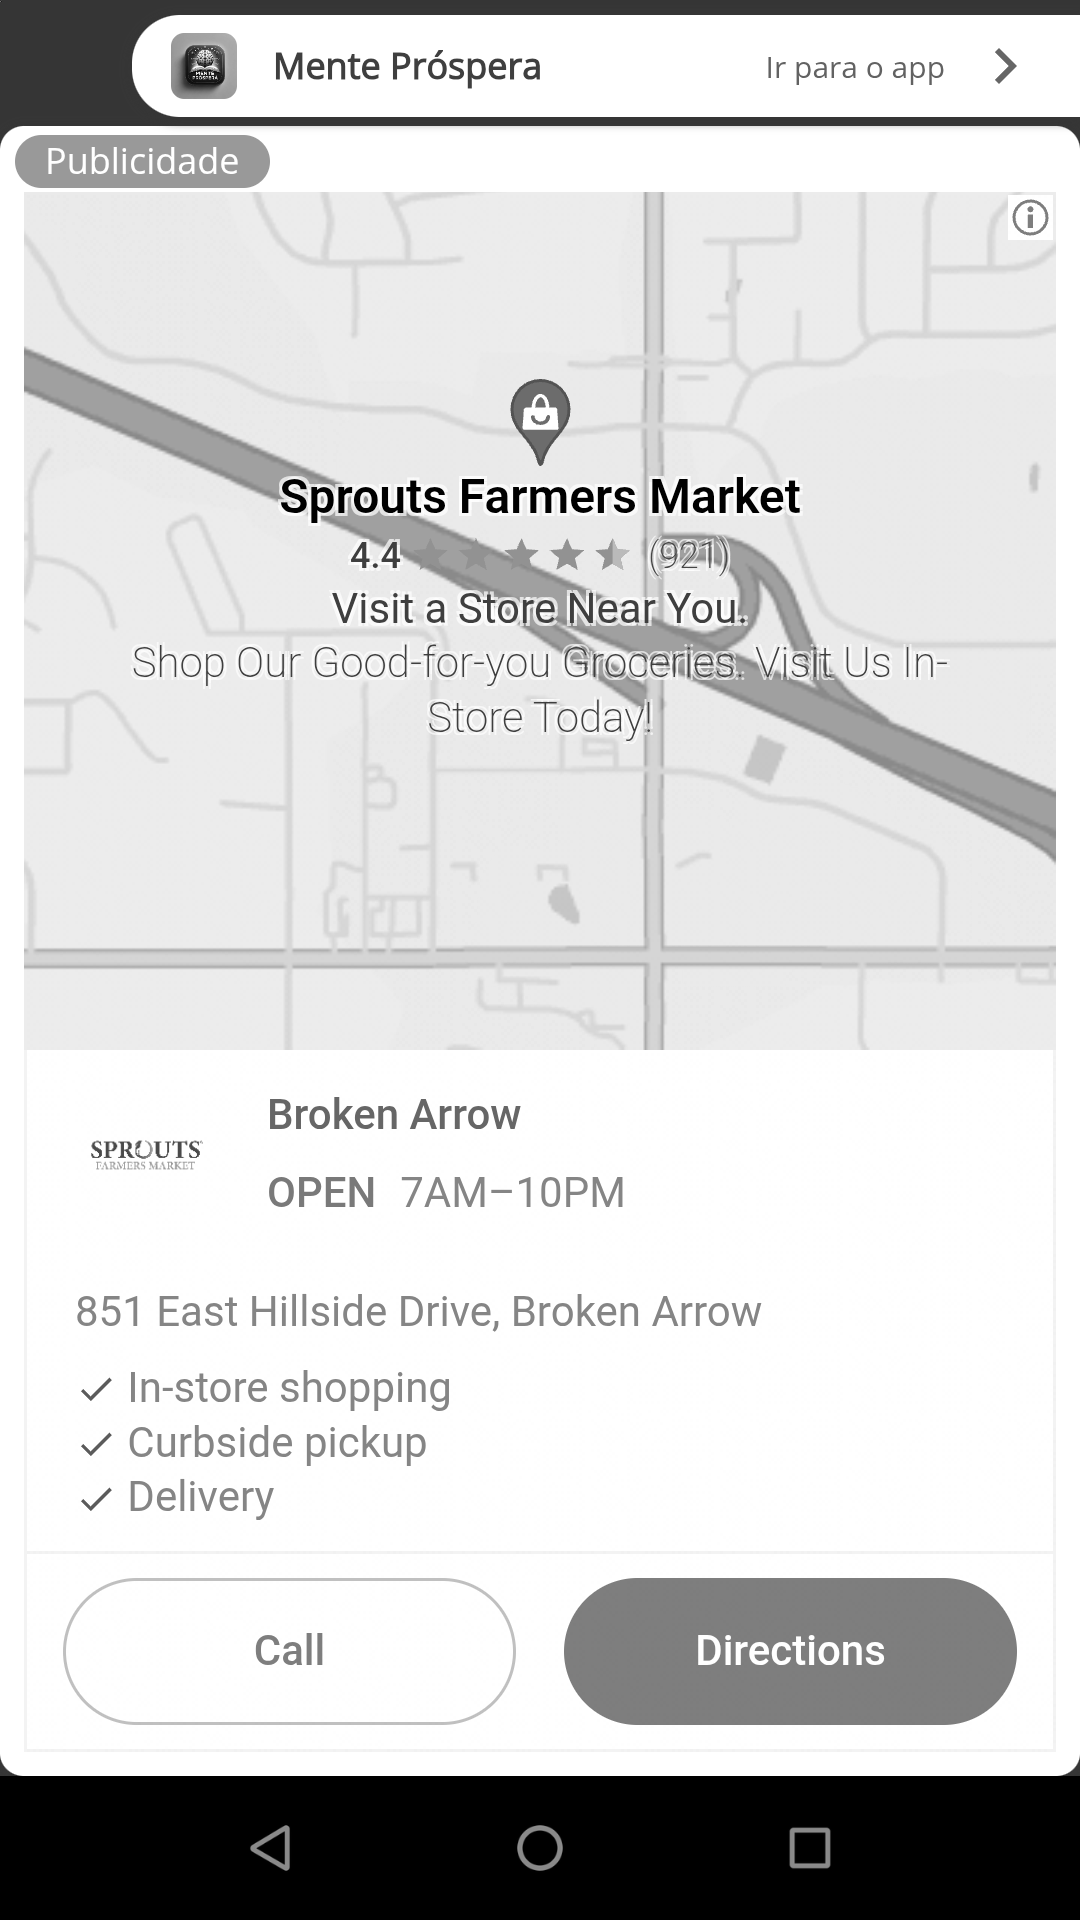 Mente Próspera
Ir para o app
Publicidade
Sprouts Farmers Market
4.4 (921)
Visit a Store Near You.
Shop Our Good-for-you Groceries. Visit Us In-
Store Today!
SPROUTS
FARMERS MARKET
Broken Arrow
OPEN 7AM–10PM
851 East Hillside Drive, Broken Arrow
In-store shopping
Curbside pickup
Delivery
Call
Directions